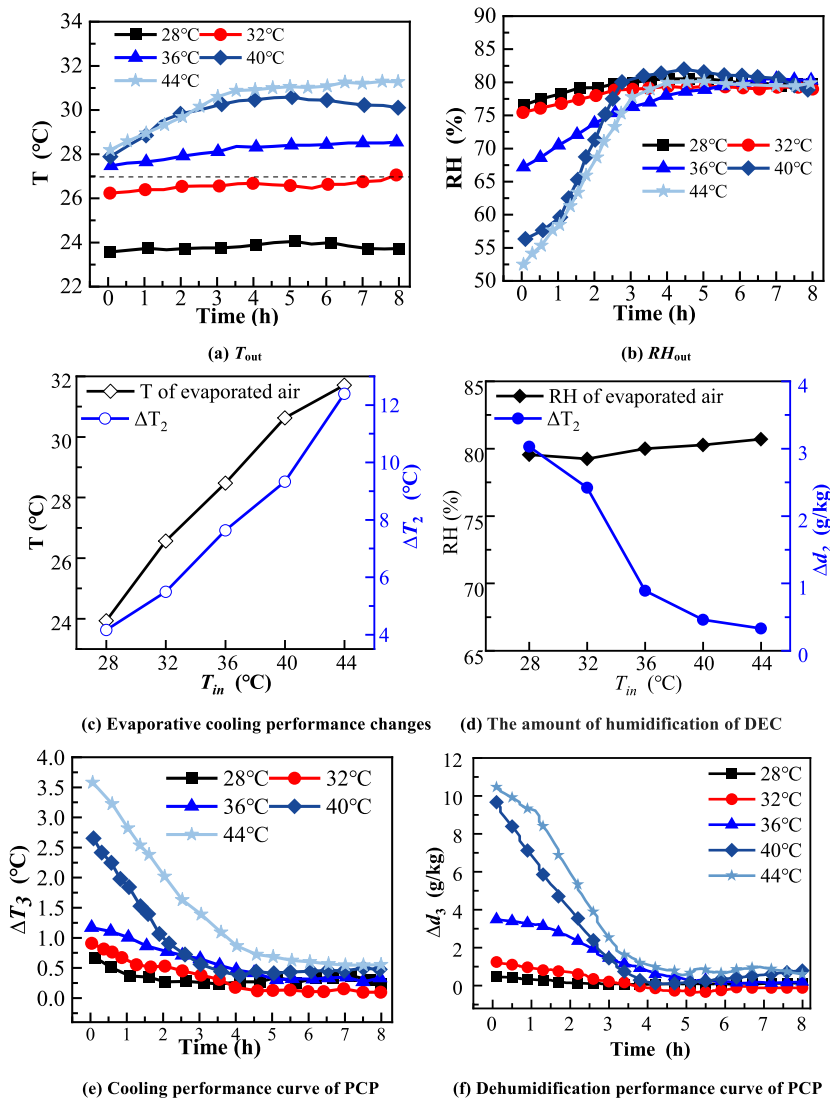 32
31
30
28
27
26
24
23
22
T (℃)
28℃ 32℃
36℃ 40℃
44℃
0 1 2 3 4 5 6 7 8
Time (h)
(a) Tout
90
85
80
75
70
65
60
55
50
RH (%)
28℃ 32℃
36℃ 40℃
44℃
0 1 2 3 4 5 6 7 8
Time (h)
(b) RHout
32
30
28
26
24
T (℃)
T of evaporated air
ΔT2
12
10
8
6
4
ΔT2 (℃)
28 32 36 40 44
Tin (℃)
(c) Evaporative cooling performance changes
85
80
75
70
65
RH (%)
RH of evaporated air
ΔT2
4
3
2
1
0
Δd2 (g/kg)
28 32 36 40 44
Tin (℃)
(d) The amount of humidification of DEC
4.0
3.5
3.0
2.5
2.0
1.5
1.0
0.5
0.0
ΔT3 (℃)
28℃ 32℃
36℃ 40℃
44℃
0 1 2 3 4 5 6 7 8
Time (h)
(e) Cooling performance curve of PCP
12
10
8
6
4
2
0
Δd3 (g/kg)
28℃
32℃
36℃
40℃
44℃
0 1 2 3 4 5 6 7 8
Time (h)
(f) Dehumidification performance curve of PCP